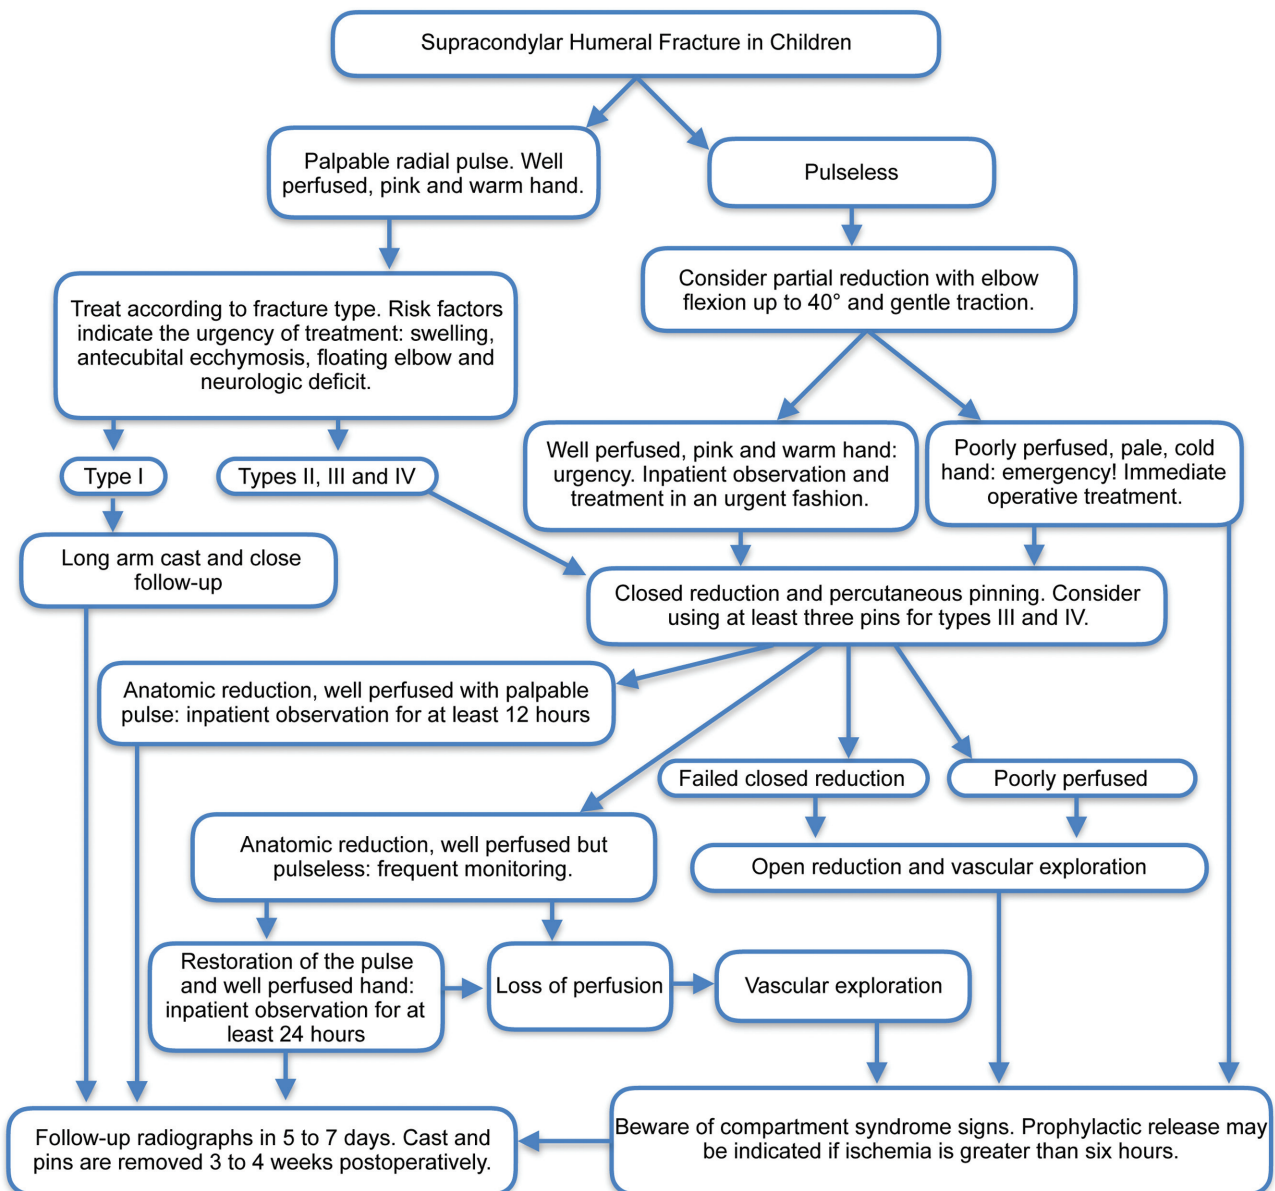 Supracondylar Humeral Fracture in Children
Palpable radial pulse. Well
perfused, pink and warm hand.
Pulseless
Treat according to fracture type. Risk factors
indicate the urgency of treatment: swelling,
antecubital ecchymosis, floating elbow and
neurologic deficit.
Consider partial reduction with elbow
flexion up to 40° and gentle traction.
Type I
Types II, III and IV
Well perfused, pink and warm hand:
urgency. Inpatient observation and
treatment in an urgent fashion.
Poorly perfused, pale, cold
hand: emergency! Immediate
operative treatment.
Long arm cast and close
follow-up
Closed reduction and percutaneous pinning. Consider
using at least three pins for types III and IV.
Anatomic reduction, well perfused with palpable
pulse: inpatient observation for at least 12 hours
Failed closed reduction
Poorly perfused
Anatomic reduction, well perfused but
pulseless: frequent monitoring.
Open reduction and vascular exploration
Restoration of the pulse
and well perfused hand:
inpatient observation for at
least 24 hours
Loss of perfusion
Vascular exploration
Follow-up radiographs in 5 to 7 days. Cast and
pins are removed 3 to 4 weeks postoperatively.
Beware of compartment syndrome signs. Prophylactic release may
be indicated if ischemia is greater than six hours.